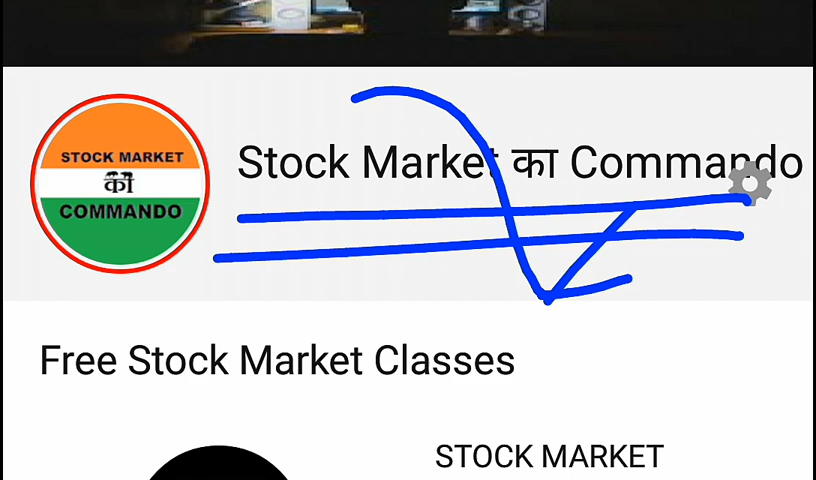 STOCK MARKET
का
COMMANDO
Stock Market का Commando
Free Stock Market Classes
STOCK MARKET